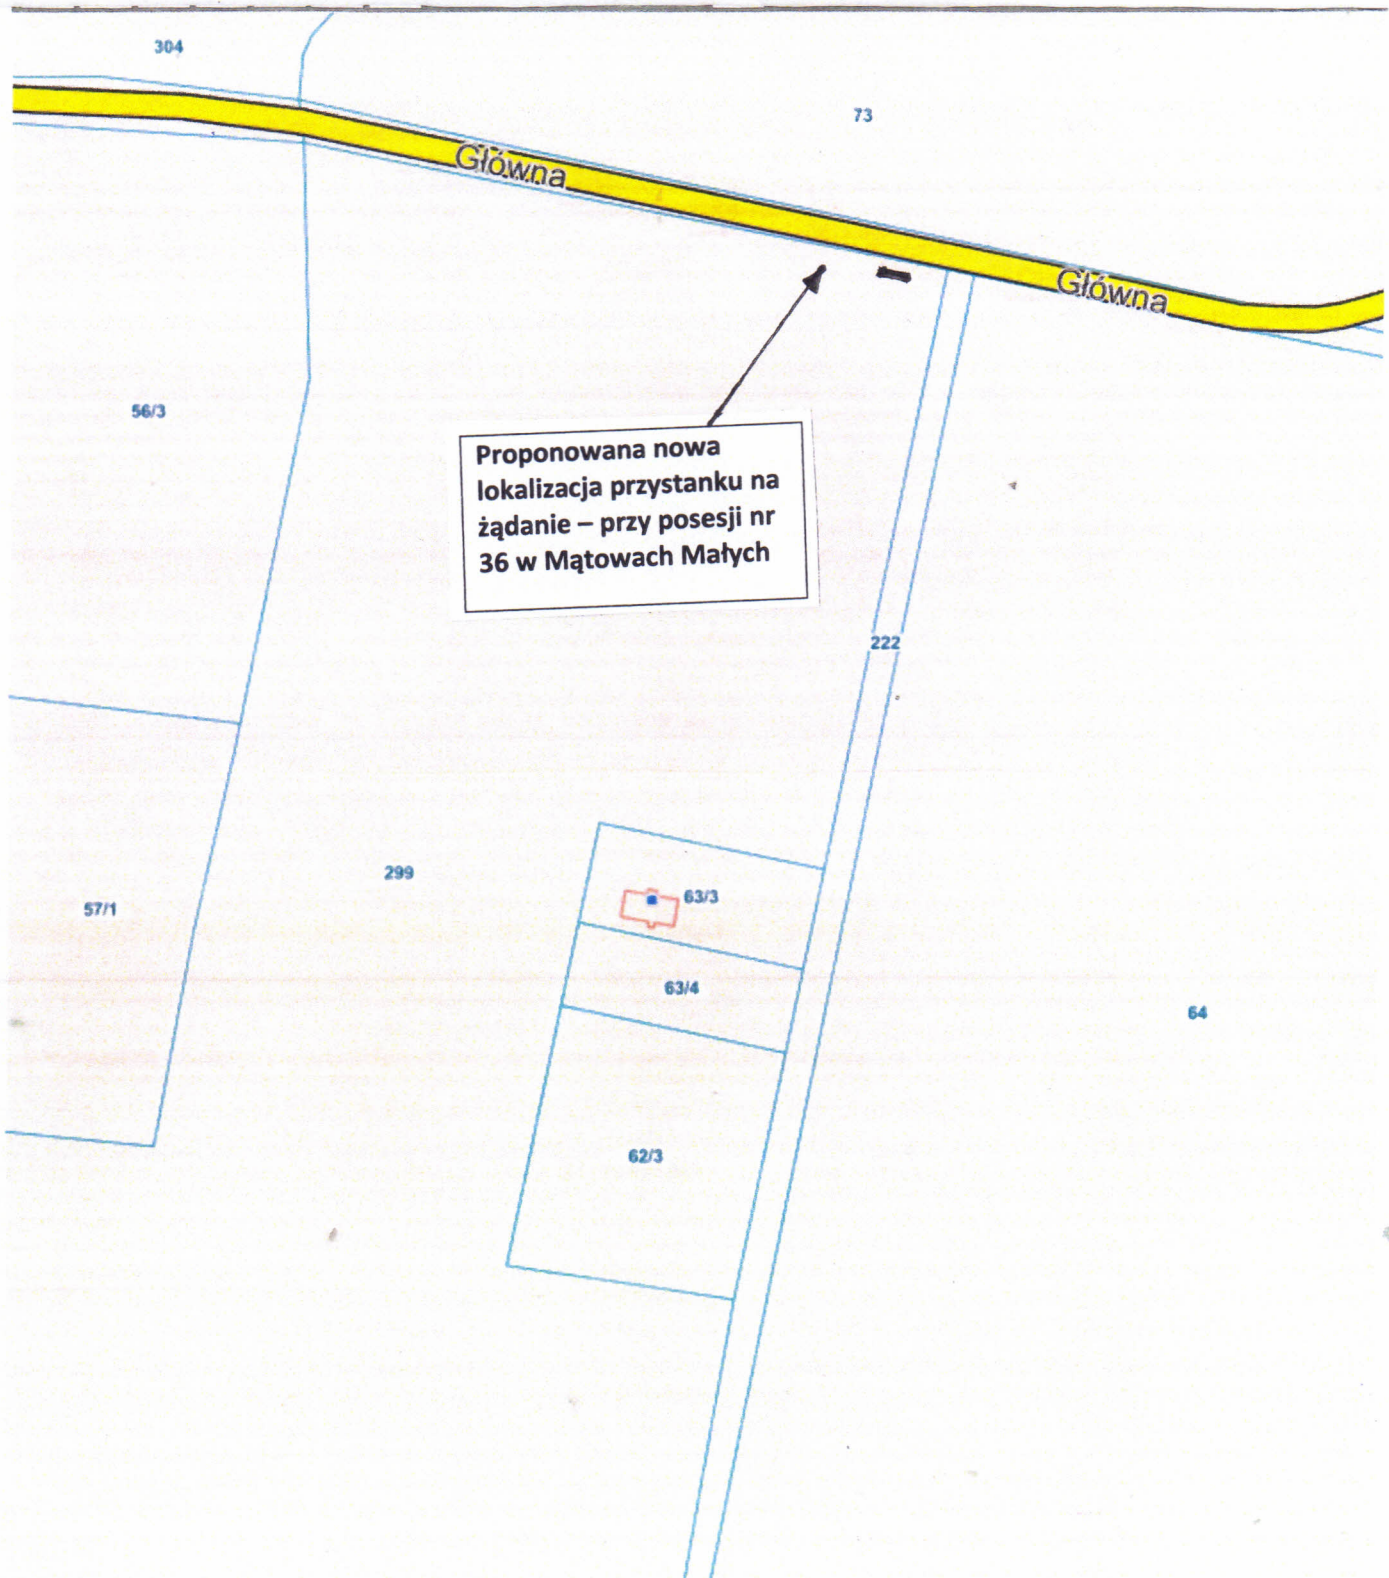 304
73
Główna
Główna
Proponowana nowa
lokalizacja przystanku na
żądanie – przy posesji nr
36 w Mątowach Małych
56/3
222
299
63/3
57/1
63/4
64
62/3